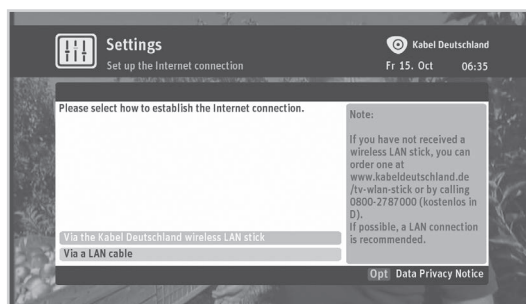 Settings
Kabel Deutschland
Set up the Internet connection
Fr 15. Oct 06:35
Please select how to establish the Internet connection.
Note:
If you have not received a
wireless LAN stick, you can
order one at
www.kabeldeutschland.de
/tv-wlan-stick or by calling
0800-2787000 (kostenlos in
D).
If possible, a LAN connection
is recommended.
Via the Kabel Deutschland wireless LAN stick
Via a LAN cable
Opt Data Privacy Notice